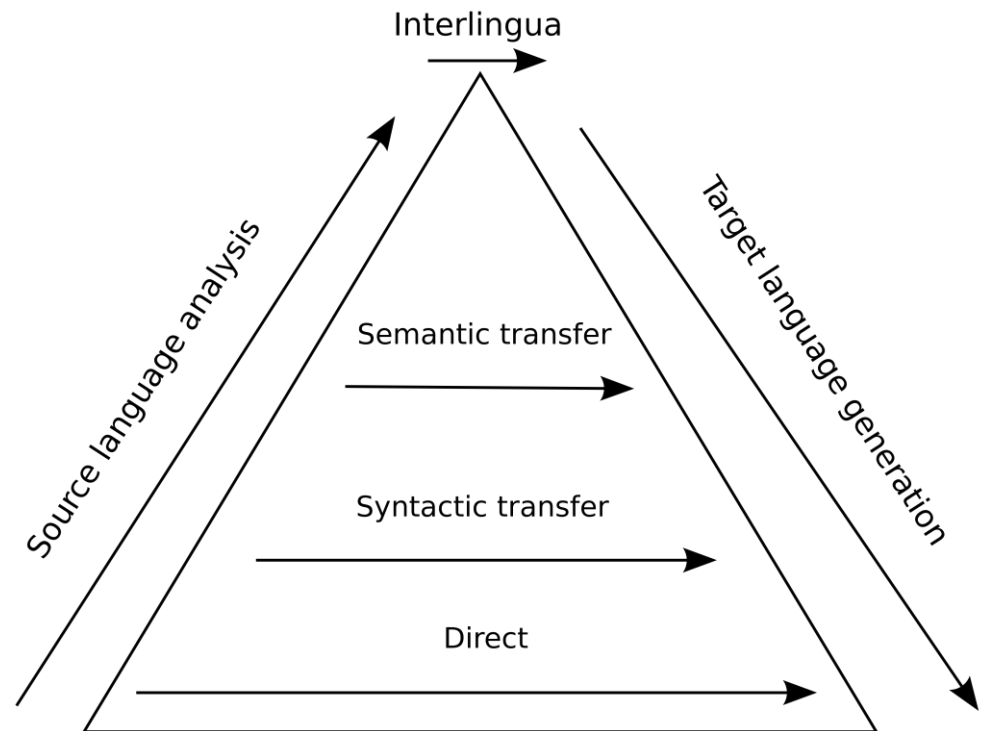 Interlingua
Source language analysis
Target language generation
Semantic transfer
Syntactic transfer
Direct